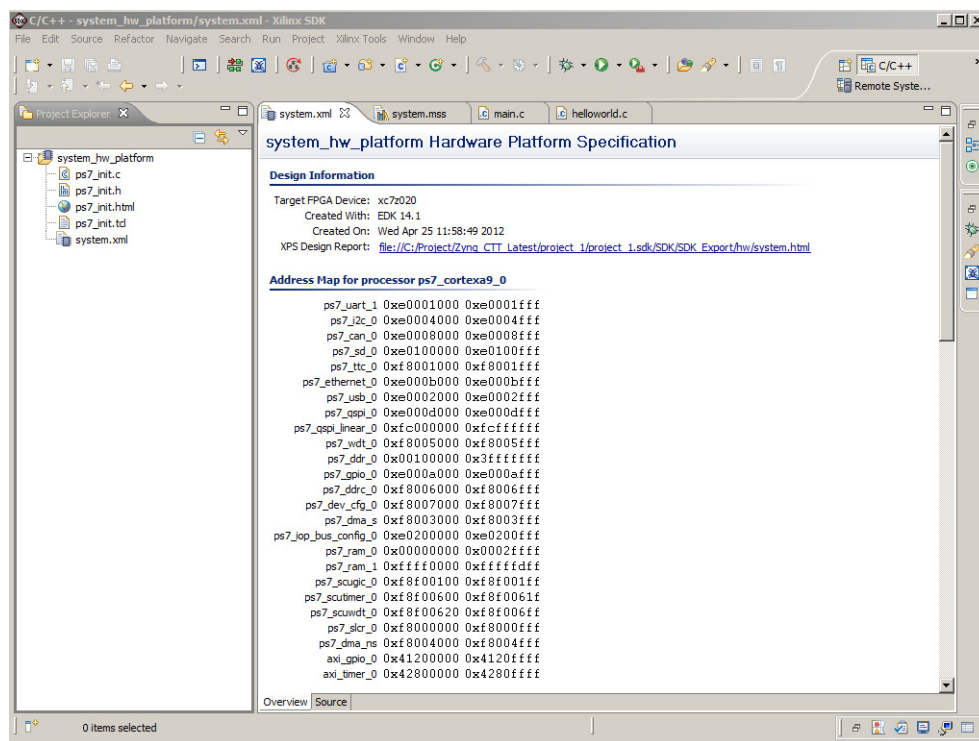 C/C++ - system_hw_platform/system.xml - Xilinx SDK
File Edit Source Refactor Navigate Search Run Project Xilinx Tools Window Help
C/C++
Remote Syste...
Project Explorer
system.xml system.mss main.c helloworld.c
system_hw_platform
ps7_init.c
ps7_init.h
ps7_init.html
ps7_init.tcl
system.xml
system_hw_platform Hardware Platform Specification
Design Information
Target FPGA Device: xc7z020
Created With: EDK 14.1
Created On: Wed Apr 25 11:58:49 2012
XPS Design Report: file://C:/Project/Zynq_CTT_Latest/project_1/project_1.sdk/SDK/SDK_Export/hw/system.html
Address Map for processor ps7_cortexa9_0
ps7_uart_1 0xe0001000 0xe0001fff
ps7_i2c_0 0xe0004000 0xe0004fff
ps7_can_0 0xe0008000 0xe0008fff
ps7_sd_0 0xe0100000 0xe0100fff
ps7_ttc_0 0xf8001000 0xf8001fff
ps7_ethernet_0 0xe000b000 0xe000bfff
ps7_usb_0 0xe0002000 0xe0002fff
ps7_qspi_0 0xe000d000 0xe000dfff
ps7_qspi_linear_0 0xfc000000 0xfcffffff
ps7_wdt_0 0xf8005000 0xf8005fff
ps7_ddr_0 0x00100000 0x3fffffff
ps7_gpio_0 0xe000a000 0xe000afff
ps7_ddrc_0 0xf8006000 0xf8006fff
ps7_dev_cfg_0 0xf8007000 0xf8007fff
ps7_dma_s 0xf8003000 0xf8003fff
ps7_iop_bus_config_0 0xe0200000 0xe0200fff
ps7_ram_0 0x00000000 0x0002ffff
ps7_ram_1 0xffff0000 0xfffffdff
ps7_scugic_0 0xf8f00100 0xf8f001ff
ps7_scutimer_0 0xf8f00600 0xf8f0061f
ps7_scuwdt_0 0xf8f00620 0xf8f006ff
ps7_slcr_0 0xf8000000 0xf8000fff
ps7_dma_ns 0xf8004000 0xf8004fff
axi_gpio_0 0x41200000 0x4120ffff
axi_timer_0 0x42800000 0x4280ffff
Overview Source
0 items selected